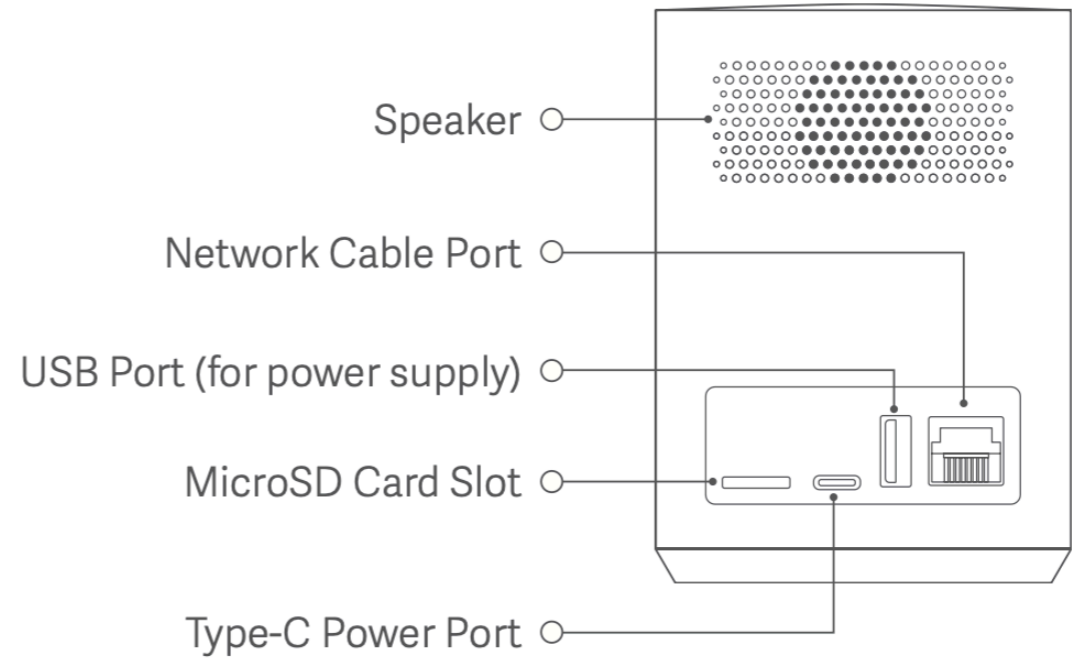 Speaker
Network Cable Port
USB Port (for power supply)
MicroSD Card Slot
Type-C Power Port